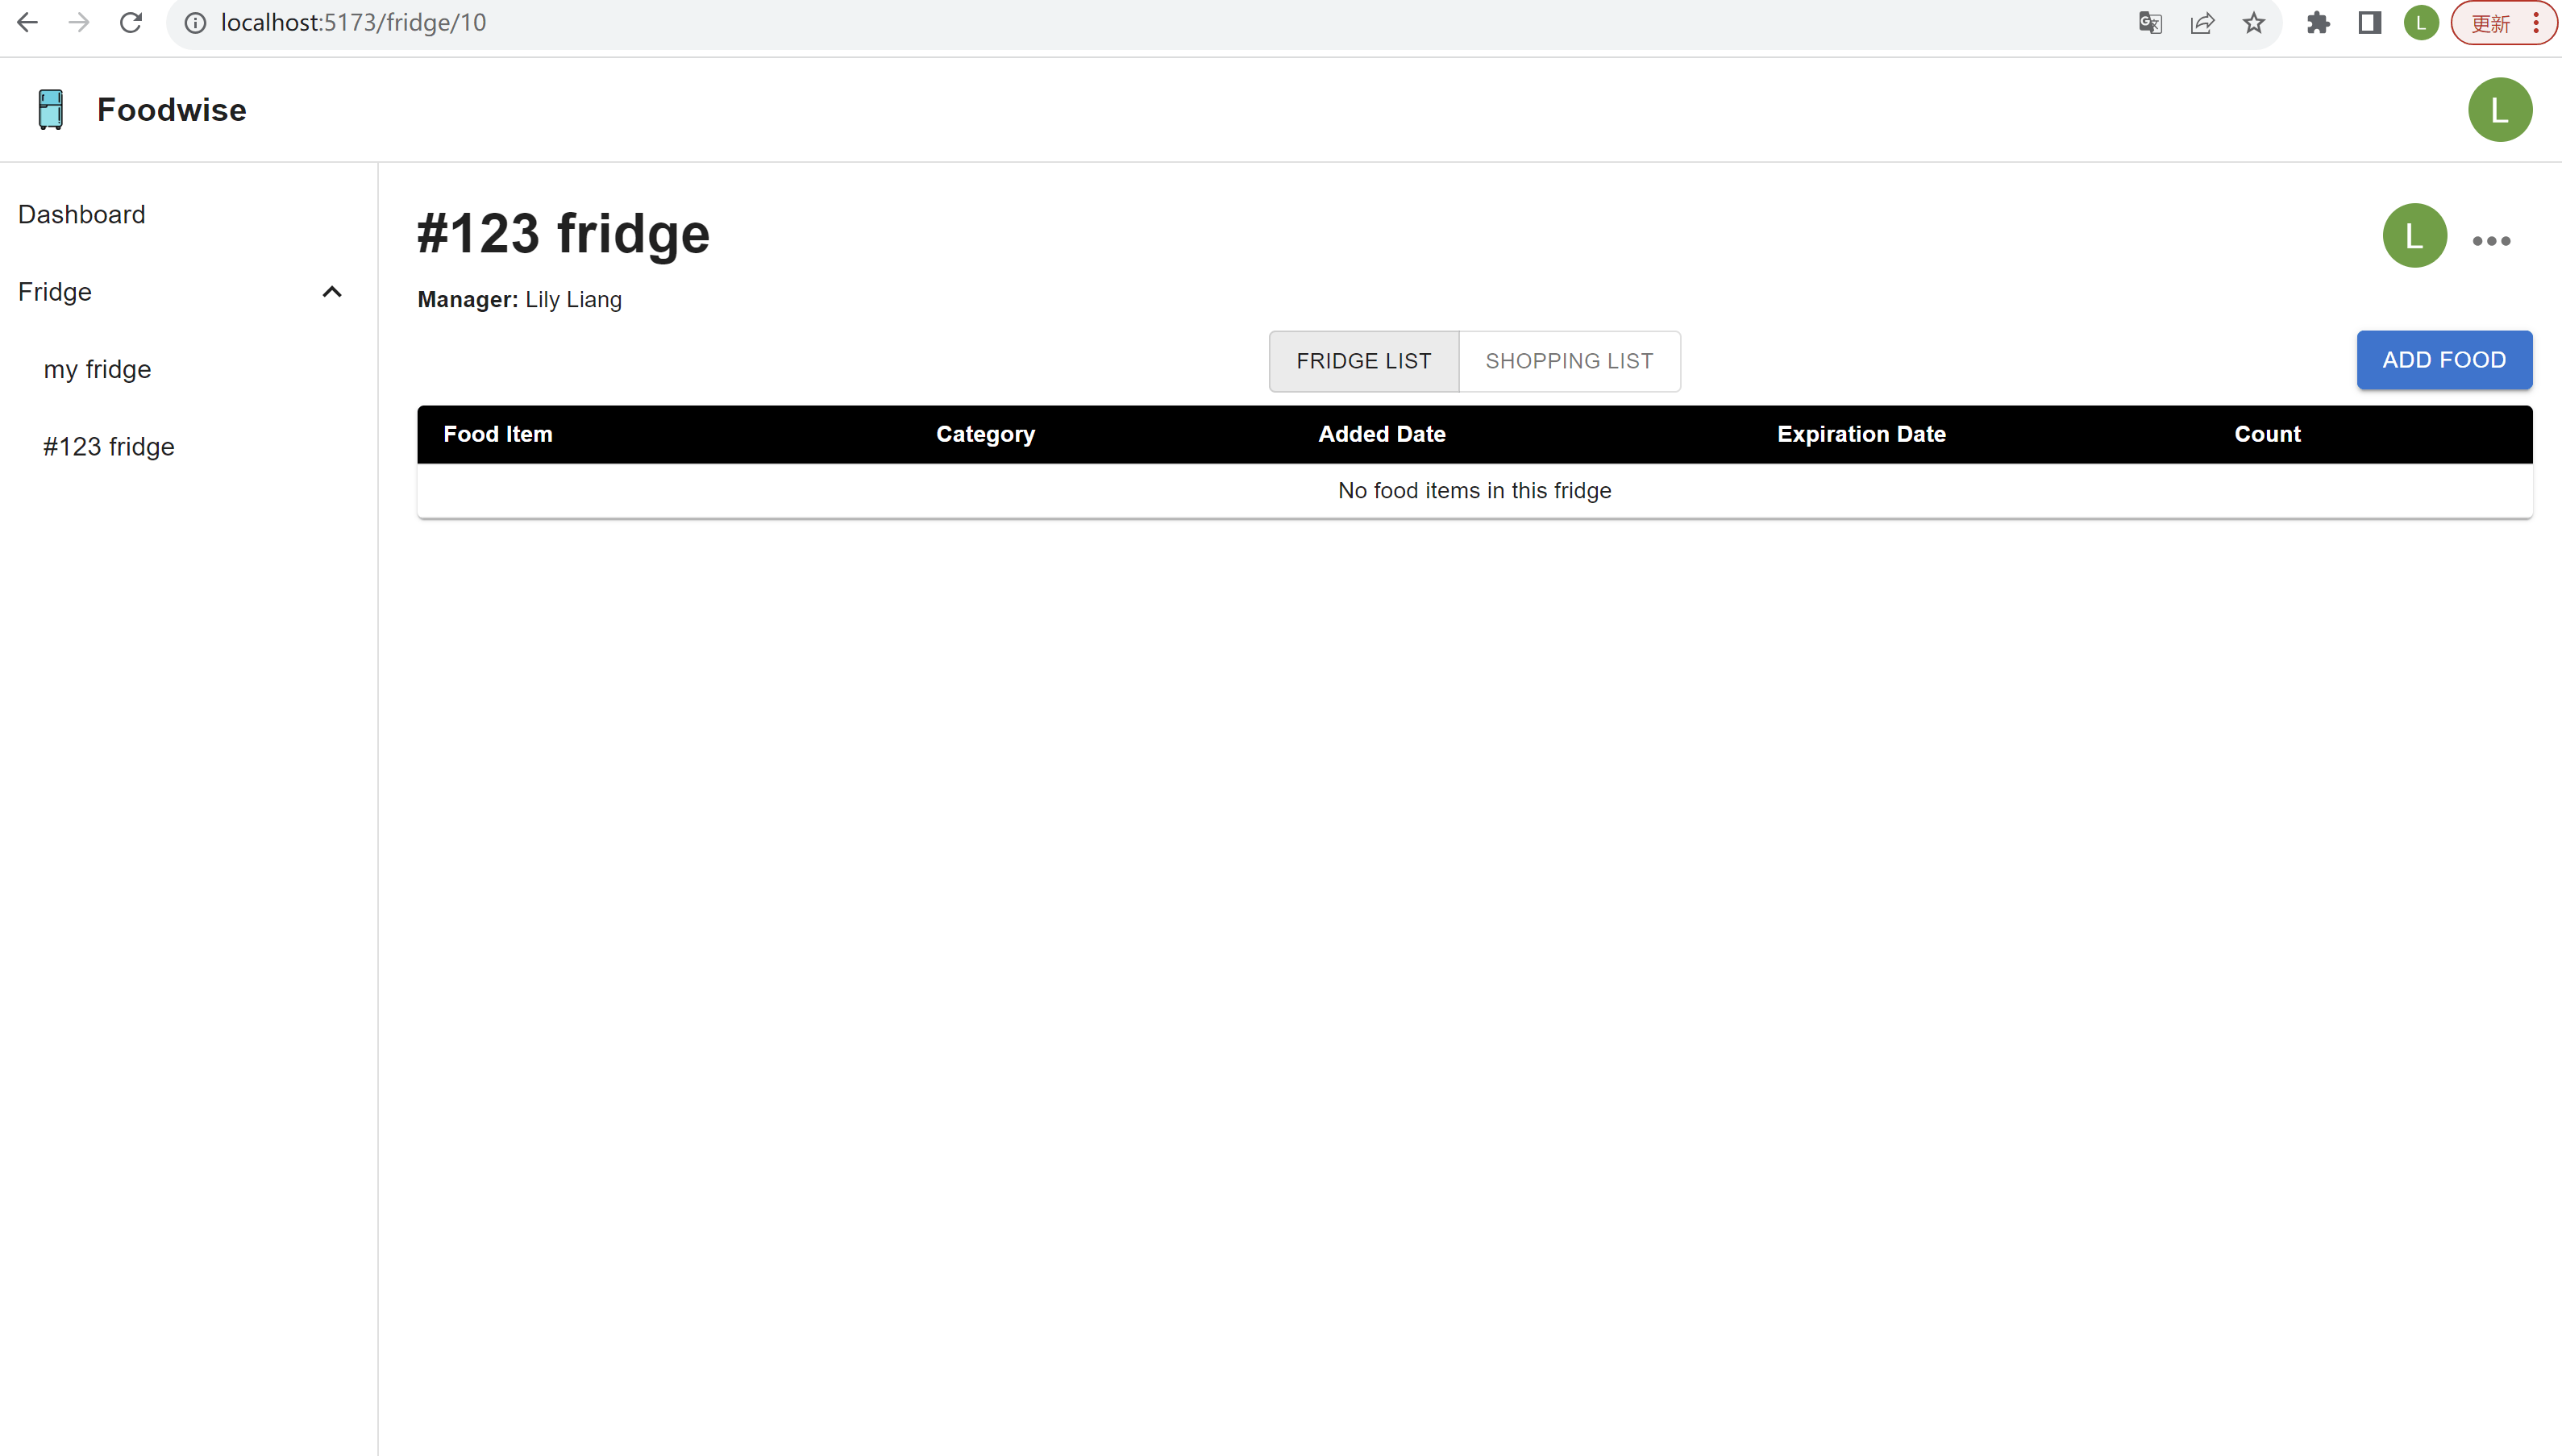 localhost:5173/fridge/10
L
更新
Foodwise
L
Dashboard
#123 fridge
L
Fridge
Manager: Lily Liang
my fridge
FRIDGE LIST
SHOPPING LIST
ADD FOOD
#123 fridge
Food Item
Category
Added Date
Expiration Date
Count
No food items in this fridge